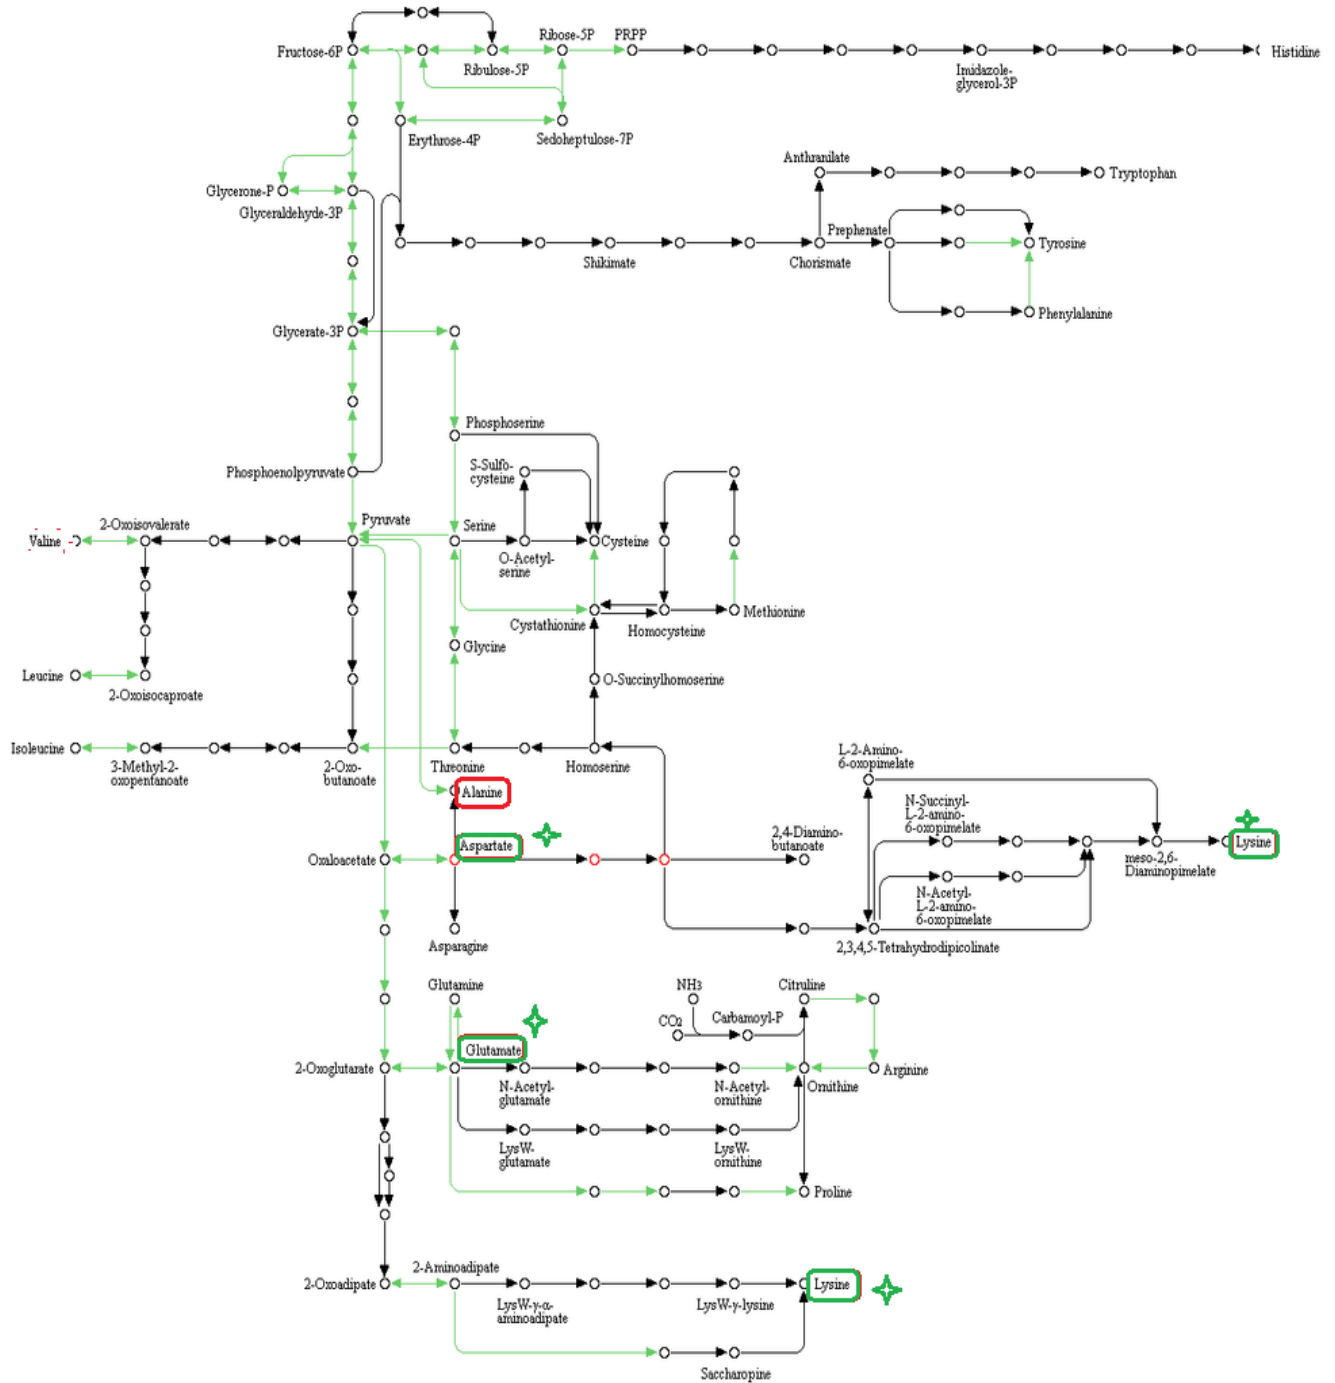 Fructose-6P
Ribose-5P
PRPP
Ribulose-5P
Imidazole-
glycerol-3P
Histidine
Erythrose-4P
Sedoheptulose-7P
Anthranilate
Tryptophan
Glycerone-P
Glyceraldehyde-3P
Prephenate
Tyrosine
Shikimate
Chorismate
Phenylalanine
Glycerate-3P
Phosphoserine
Phosphoenolpyruvate
S-Sulfo-
cysteine
Pyruvate
Serine
2-Oxoisovalerate
Valine
Cysteine
O-Acetyl-
serine
Cystathionine
Homocysteine
Methionine
Glycine
Leucine
2-Oxoisocaproate
O-Succinylhomoserine
Isoleucine
3-Methyl-2-
oxopentanoate
2-Oxo-
butanoate
Threonine
Homoserine
Alanine
L-2-Amino-
6-oxopimelate
N-Succinyl-
L-2-amino-
6-oxopimelate
Aspartate
2,4-Diamino-
butanoate
Lysine
Oxaloacetate
meso-2,6-
Diaminopimelate
N-Acetyl-
L-2-amino-
6-oxopimelate
Asparagine
2,3,4,5-Tetrahydrodipicolinate
Glutamine
NH3
Citruline
CO2
Carbamoyl-P
Glutamate
2-Oxoglutarate
N-Acetyl-
glutamate
N-Acetyl-
ornithine
Ornithine
Arginine
LysW-
glutamate
LysW-
ornithine
Proline
2-Aminoadipate
2-Oxoadipate
LysW-γ-α-
aminoadipate
LysW-γ-lysine
Lysine
Saccharopine